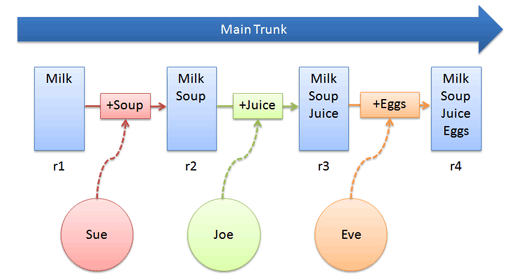 Main Trunk
Milk
+Soup
Milk
Soup
+Juice
Milk
Soup
Juice
+Eggs
Milk
Soup
Juice
Eggs
r1
r2
r3
r4
Sue
Joe
Eve